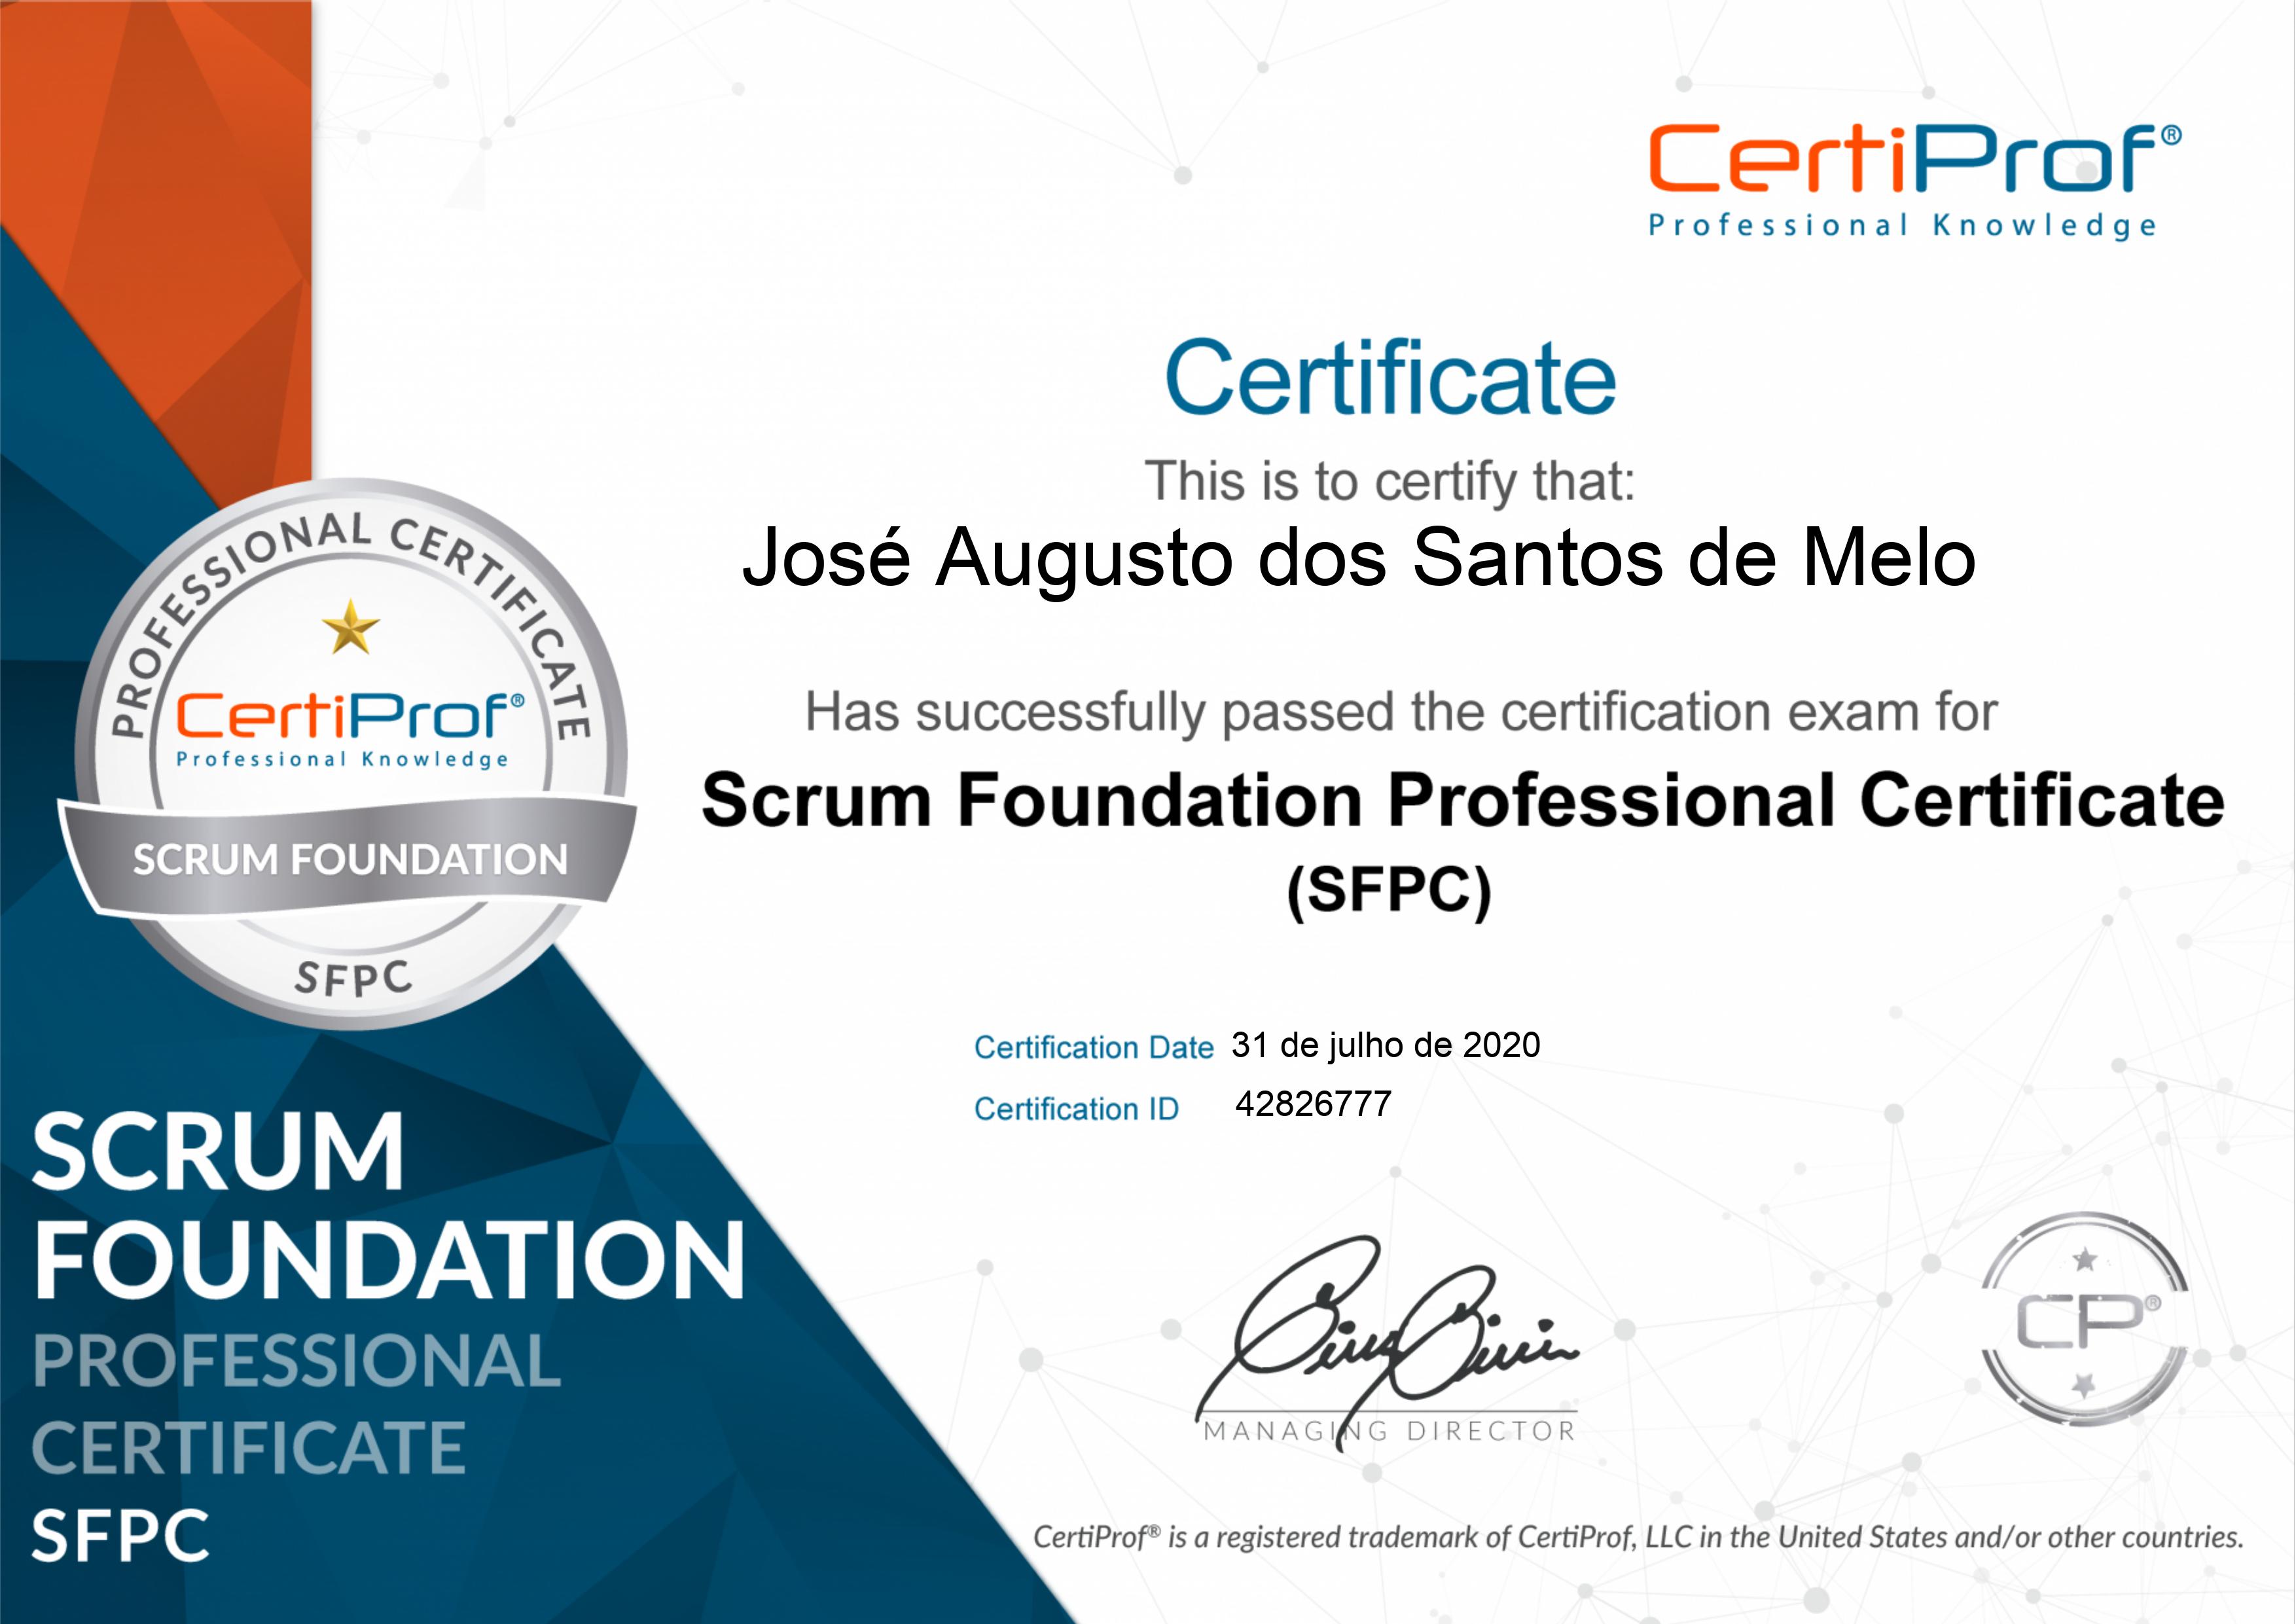 CertiProf®
Professional Knowledge
Certificate
This is to certify that:
José Augusto dos Santos de Melo
Has successfully passed the certification exam for
Scrum Foundation Professional Certificate
(SFPC)
PROFESSIONAL CERTIFICATE
CertiProf®
Professional Knowledge
SCRUM FOUNDATION
SFPC
Certification Date 31 de julho de 2020
Certification ID 42826777
SCRUM
FOUNDATION
PROFESSIONAL
CERTIFICATE
SFPC
MANAGING DIRECTOR
CP®
CertiProf® is a registered trademark of CertiProf, LLC in the United States and/or other countries.